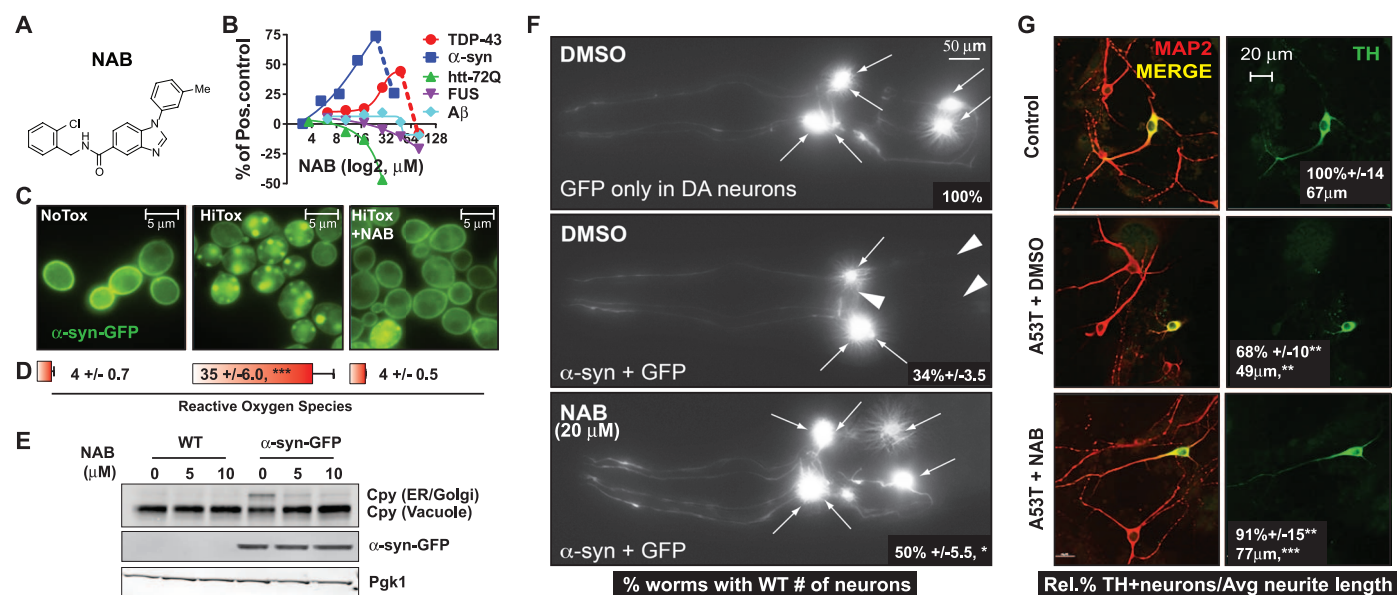 A
NAB
Me
Cl
N
N
NH
O
B
% of Pos.control
75
50
25
0
-25
-50
4
8
16
32
64
128
NAB (log2, μM)
TDP-43
α-syn
htt-72Q
FUS
Aβ
C
NoTox
5 μm
HiTox
5 μm
HiTox
+NAB
5 μm
α-syn-GFP
D
4 +/- 0.7
35 +/-6.0, ***
4 +/- 0.5
Reactive Oxygen Species
E
NAB
(μM)
WT
α-syn-GFP
0 5 10 0 5 10
Cpy (ER/Golgi)
Cpy (Vacuole)
α-syn-GFP
Pgk1
F
DMSO
50 μm
GFP only in DA neurons
100%
DMSO
α-syn + GFP
34%+/-3.5
NAB
(20 μM)
α-syn + GFP
50% +/-5.5, *
% worms with WT # of neurons
G
Control
MAP2
MERGE
20 μm
TH
100%+/-14
67μm
A53T + DMSO
68% +/-10**
49μm,**
A53T + NAB
91%+/-15**
77μm,***
Rel.% TH+neurons/Avg neurite length